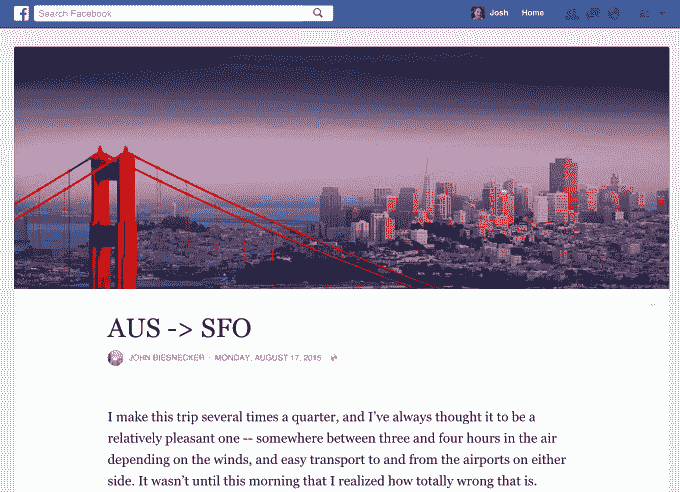 Search Facebook
Josh Home
AUS -> SFO
JOHN BIESNECKER · MONDAY, AUGUST 17, 2015
I make this trip several times a quarter, and I've always thought it to be a
relatively pleasant one -- somewhere between three and four hours in the air
depending on the winds, and easy transport to and from the airports on either
side. It wasn't until this morning that I realized how totally wrong that is.